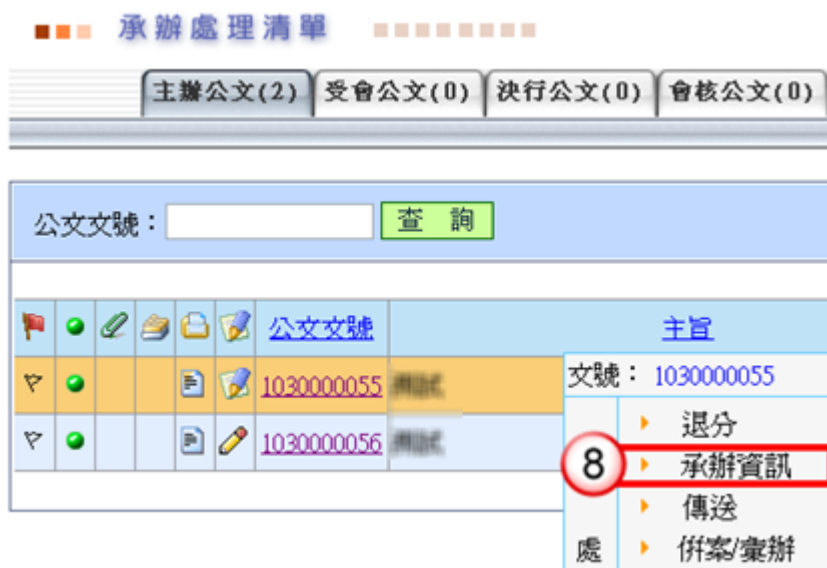 承辦處理清單
主辦公文(2) 受會公文(0) 決行公文(0) 會核公文(0)
公文文號： 查 詢
公文文號 主旨
1030000055
文號： 1030000055
退分
1030000056
8 承辦資訊
傳送
處 併案/彙辦